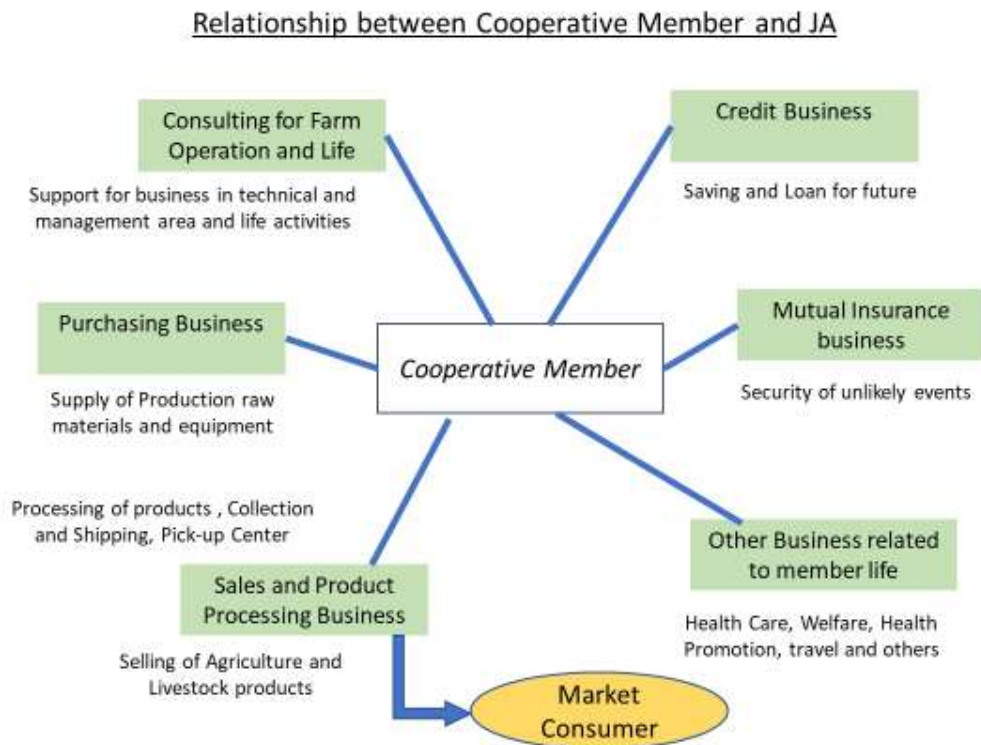 Relationship between Cooperative Member and JA
Consulting for Farm
Operation and Life
Support for business in technical and
management area and life activities
Credit Business
Saving and Loan for future
Purchasing Business
Supply of Production raw
materials and equipment
Cooperative Member
Mutual Insurance
business
Security of unlikely events
Processing of products , Collection
and Shipping, Pick-up Center
Sales and Product
Processing Business
Selling of Agriculture and
Livestock products
Other Business related
to member life
Health Care, Welfare, Health
Promotion, travel and others
Market
Consumer